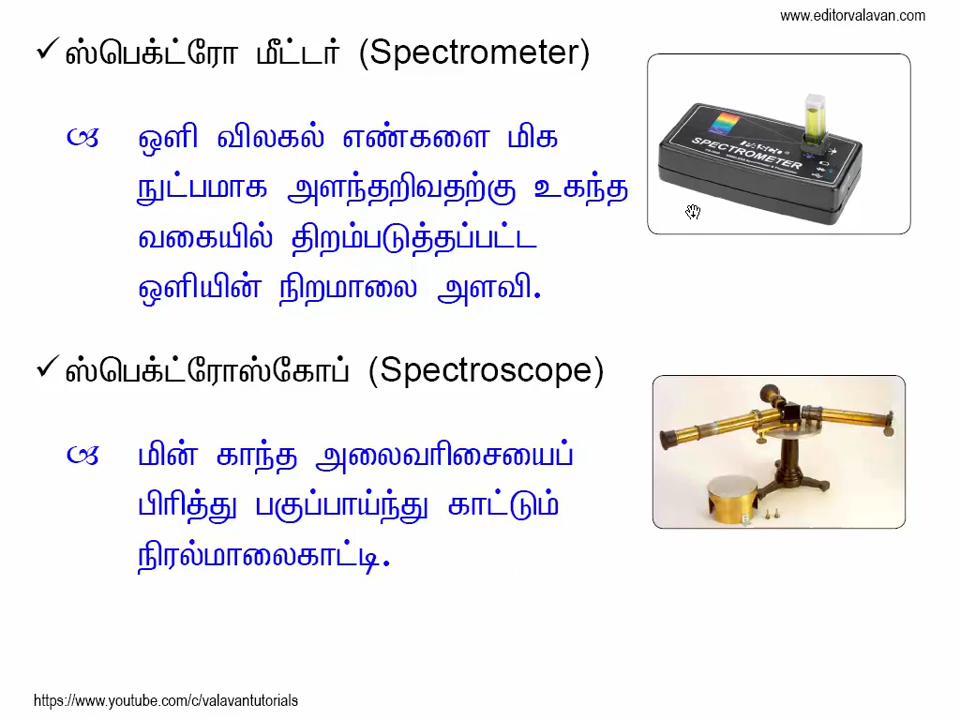 www.editorvalavan.com
ஸ்பெக்ட்ரோ மீட்டர் (Spectrometer)
ஒளி விலகல் எண்களை மிக
நுட்பமாக அளந்தறிவதற்கு உகந்த
வகையில் திறம்படுத்தப்பட்ட
ஒளியின் நிறமாலை அளவி.
SPECTROMETER
ஸ்பெக்ட்ரோஸ்கோப் (Spectroscope)
மின் காந்த அலைவரிசையைப்
பிரித்து பகுப்பாய்ந்து காட்டும்
நிரல்மாலைகாட்டி.
https://www.youtube.com/c/valavantutorials